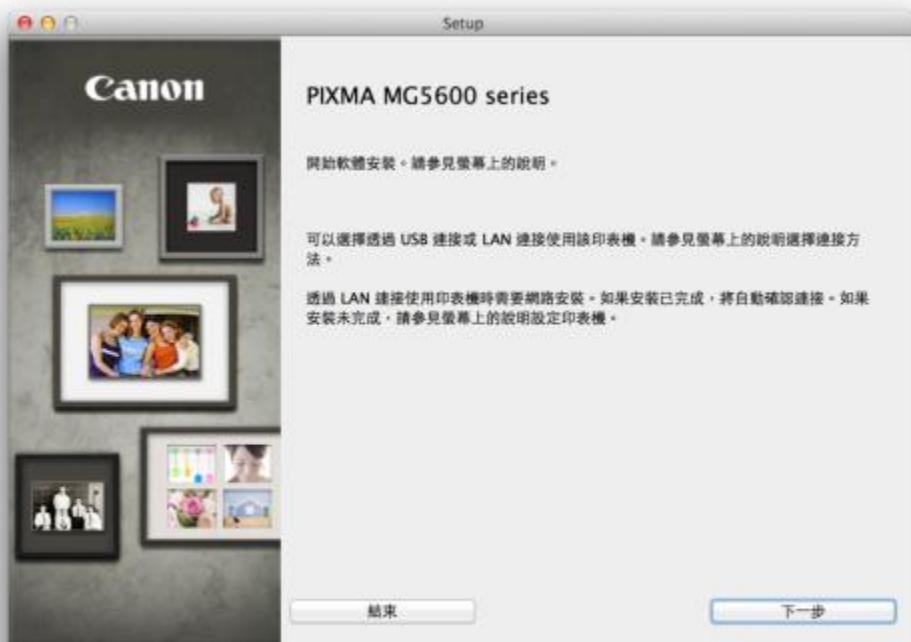 Setup
Canon
PIXMA MG5600 series
開始軟體安裝。請參見螢幕上的說明。
可以選擇透過 USB 連接或 LAN 連接使用該印表機。請參見螢幕上的說明選擇連接方
法。
透過 LAN 連接使用印表機時需要網路安裝。如果安裝已完成，將自動確認連接。如果
安裝未完成，請參見螢幕上的說明設定印表機。
結束
下一步